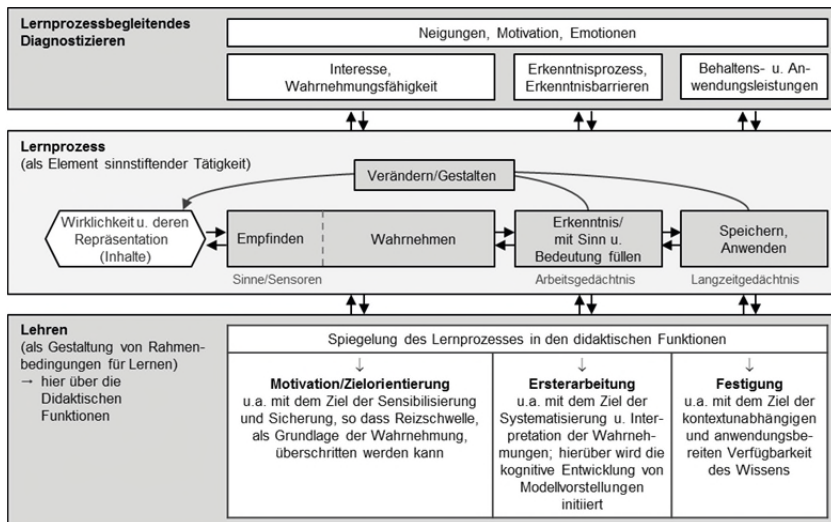 Lernprozessbegleitendes
Diagnostizieren
Neigungen, Motivation, Emotionen
Interesse,
Wahrnehmungsfähigkeit
Erkenntnisprozess,
Erkenntnisbarrieren
Behaltens- u. An-
wendungsleistungen
Lernprozess
(als Element sinnstiftender Tätigkeit)
Verändern/Gestalten
Wirklichkeit u. deren
Repräsentation
(Inhalte)
Empfinden
Wahrnehmen
Erkenntnis/
mit Sinn u.
Bedeutung füllen
Speichern,
Anwenden
Sinne/Sensoren
Arbeitsgedächtnis
Langzeitgedächtnis
Lehren
(als Gestaltung von Rahmen-
bedingungen für Lernen)
→ hier über die
Didaktischen
Funktionen
Spiegelung des Lernprozesses in den didaktischen Funktionen
↓
Motivation/Zielorientierung
u.a. mit dem Ziel der Sensibilisierung
und Sicherung, so dass Reizschwelle,
als Grundlage der Wahrnehmung,
überschritten werden kann
↓
Ersterarbeitung
u.a. mit dem Ziel der
Systematisierung u. Inter-
pretation der Wahrneh-
mungen; hierüber wird die
kognitive Entwicklung von
Modellvorstellungen
initiiert
↓
Festigung
u.a. mit dem Ziel der
kontextunabhängigen
und anwendungsbe-
reiten Verfügbarkeit
des Wissens